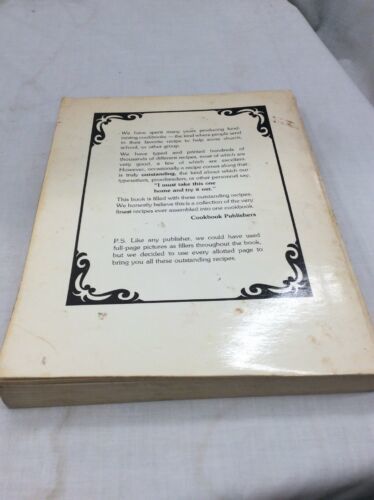 We have spent many years producing fund-
raising cookbooks — the kind where people send
in their favorite recipe to help some church,
school, or other group.
We have typed and printed hundreds of
thousands of different recipes, most of which are
very good, a few of which are excellent.
However, occasionally a recipe comes along that
is truly outstanding, the kind about which our
typesetters, proofreaders, or other personnel say,
"I must take this one
home and try it out."
This book is filled with these outstanding recipes.
We honestly believe this is a collection of the very
finest recipes ever assembled into one cookbook.
Cookbook Publishers
P.S. Like any publisher, we could have used
full-page pictures as fillers throughout the book,
but we decided to use every allotted page to
bring you all these outstanding recipes.